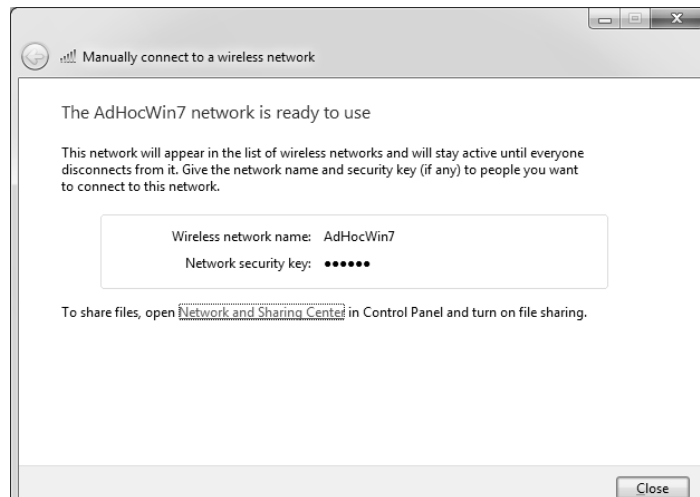 Manually connect to a wireless network
The AdHocWin7 network is ready to use
This network will appear in the list of wireless networks and will stay active until everyone
disconnects from it. Give the network name and security key (if any) to people you want
to connect to this network.
Wireless network name: AdHocWin7
Network security key: ●●●●●●
To share files, open Network and Sharing Center in Control Panel and turn on file sharing.
Close